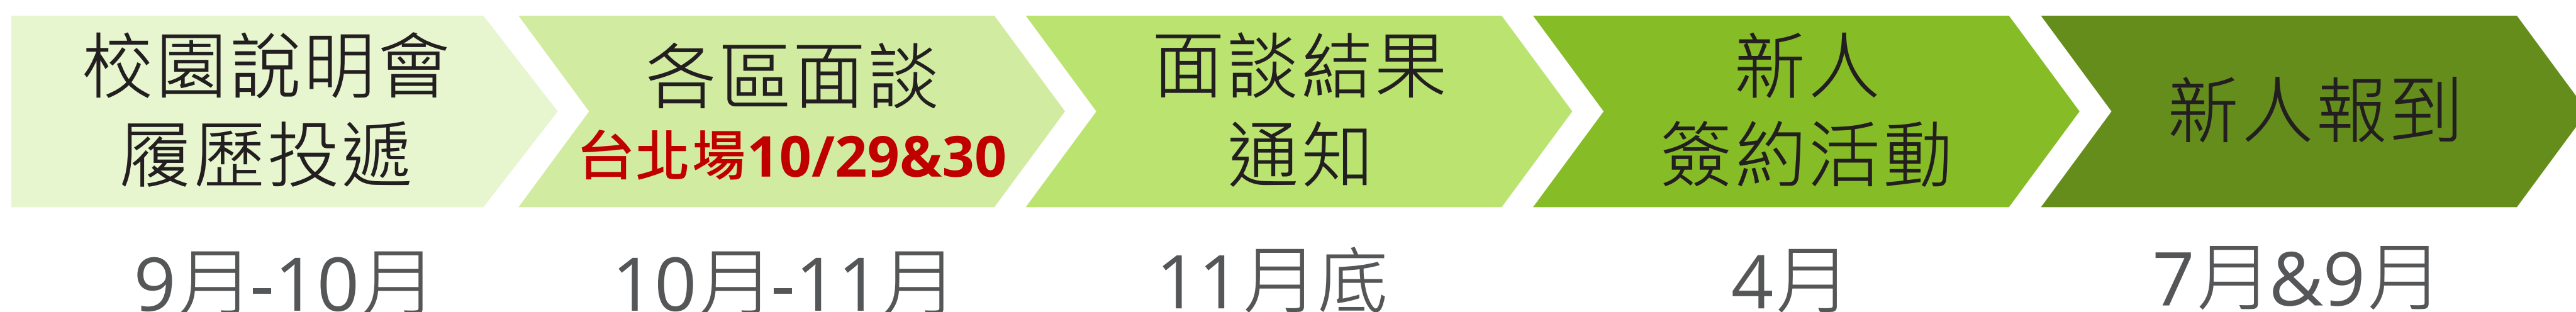 校園說明會
履歷投遞
各區面談
台北場10/29&30
面談結果
通知
新人
簽約活動
新人報到
9月-10月
10月-11月
11月底
4月
7月&9月